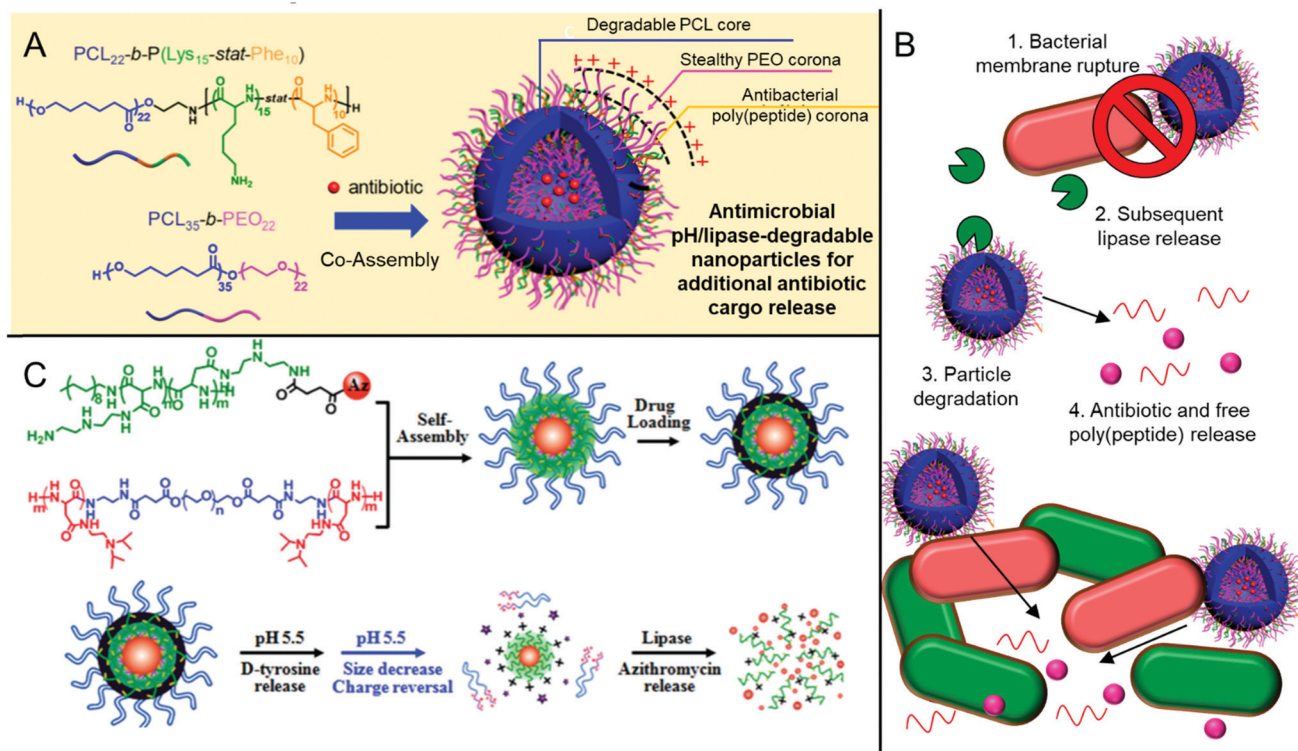 A
PCL22-b-P(Lys15-stat-Phe10)
H
O
O
22
O
N
H
O
H
N
15
stat
O
H
N
10
H
NH2
PCL35-b-PEO22
H
O
O
35
O
O
22
antibiotic
Co-Assembly
Degradable PCL core
Stealthy PEO corona
Antibacterial
poly(peptide) corona
Antimicrobial
pH/lipase-degradable
nanoparticles for
additional antibiotic
cargo release
B
1. Bacterial
membrane rupture
2. Subsequent
lipase release
3. Particle
degradation
4. Antibiotic and free
poly(peptide) release
C
Az
Self-
Assembly
Drug
Loading
pH 5.5
D-tyrosine
release
pH 5.5
Size decrease
Charge reversal
Lipase
Azithromycin
release